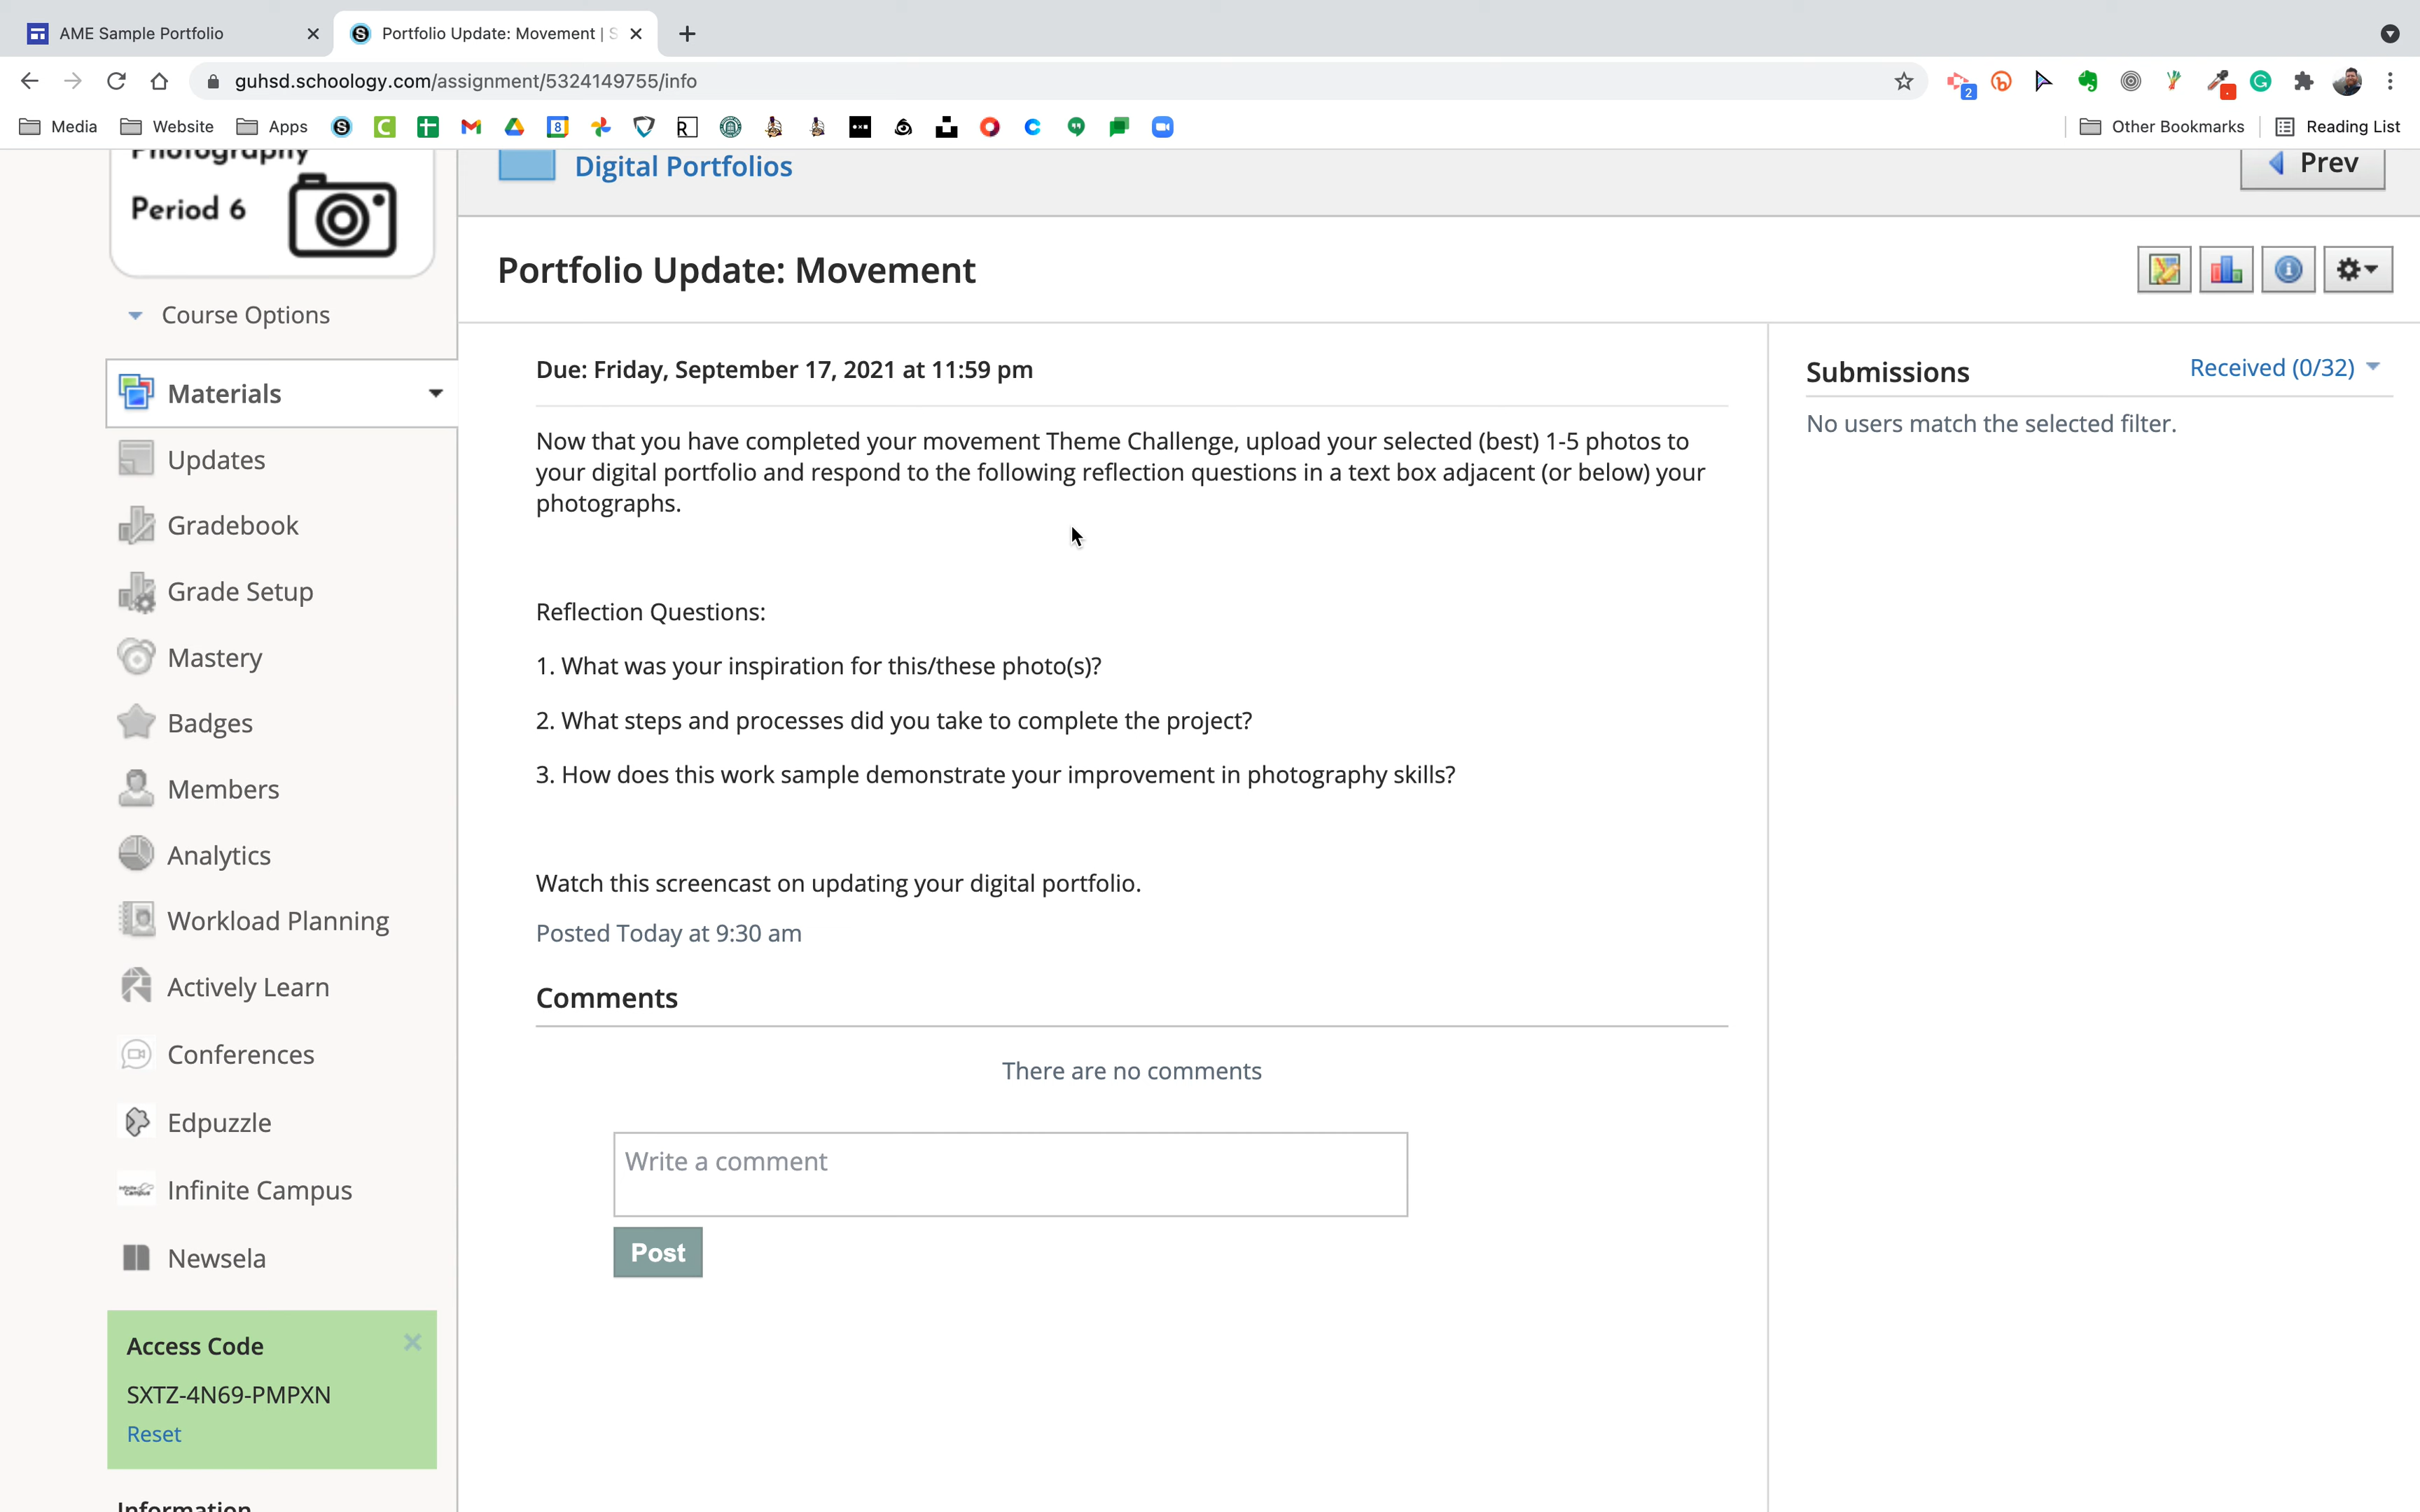 AME Sample Portfolio
Portfolio Update: Movement | S
guhsd.schoology.com/assignment/5324149755/info
2
Media
Website
Apps
8
Other Bookmarks
Reading List
Photography
Period 6
Course Options
Materials
Updates
Gradebook
Grade Setup
Mastery
Badges
Members
Analytics
Workload Planning
Actively Learn
Conferences
Edpuzzle
Infinite Campus
Newsela
Access Code
SXTZ-4N69-PMPXN
Reset
Information
Digital Portfolios
Prev
Portfolio Update: Movement
Due: Friday, September 17, 2021 at 11:59 pm
Now that you have completed your movement Theme Challenge, upload your selected (best) 1-5 photos to
your digital portfolio and respond to the following reflection questions in a text box adjacent (or below) your
photographs.
Reflection Questions:
1. What was your inspiration for this/these photo(s)?
2. What steps and processes did you take to complete the project?
3. How does this work sample demonstrate your improvement in photography skills?
Watch this screencast on updating your digital portfolio.
Posted Today at 9:30 am
Comments
There are no comments
Write a comment
Post
Submissions
Received (0/32)
No users match the selected filter.